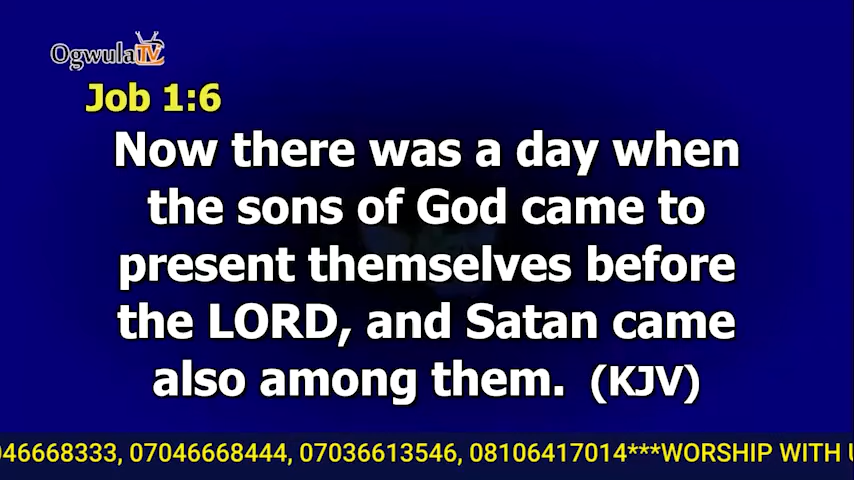 OgwulaTV
Job 1:6
Now there was a day when
the sons of God came to
present themselves before
the LORD, and Satan came
also among them. (KJV)
046668333, 07046668444, 07036613546, 08106417014***WORSHIP WITH